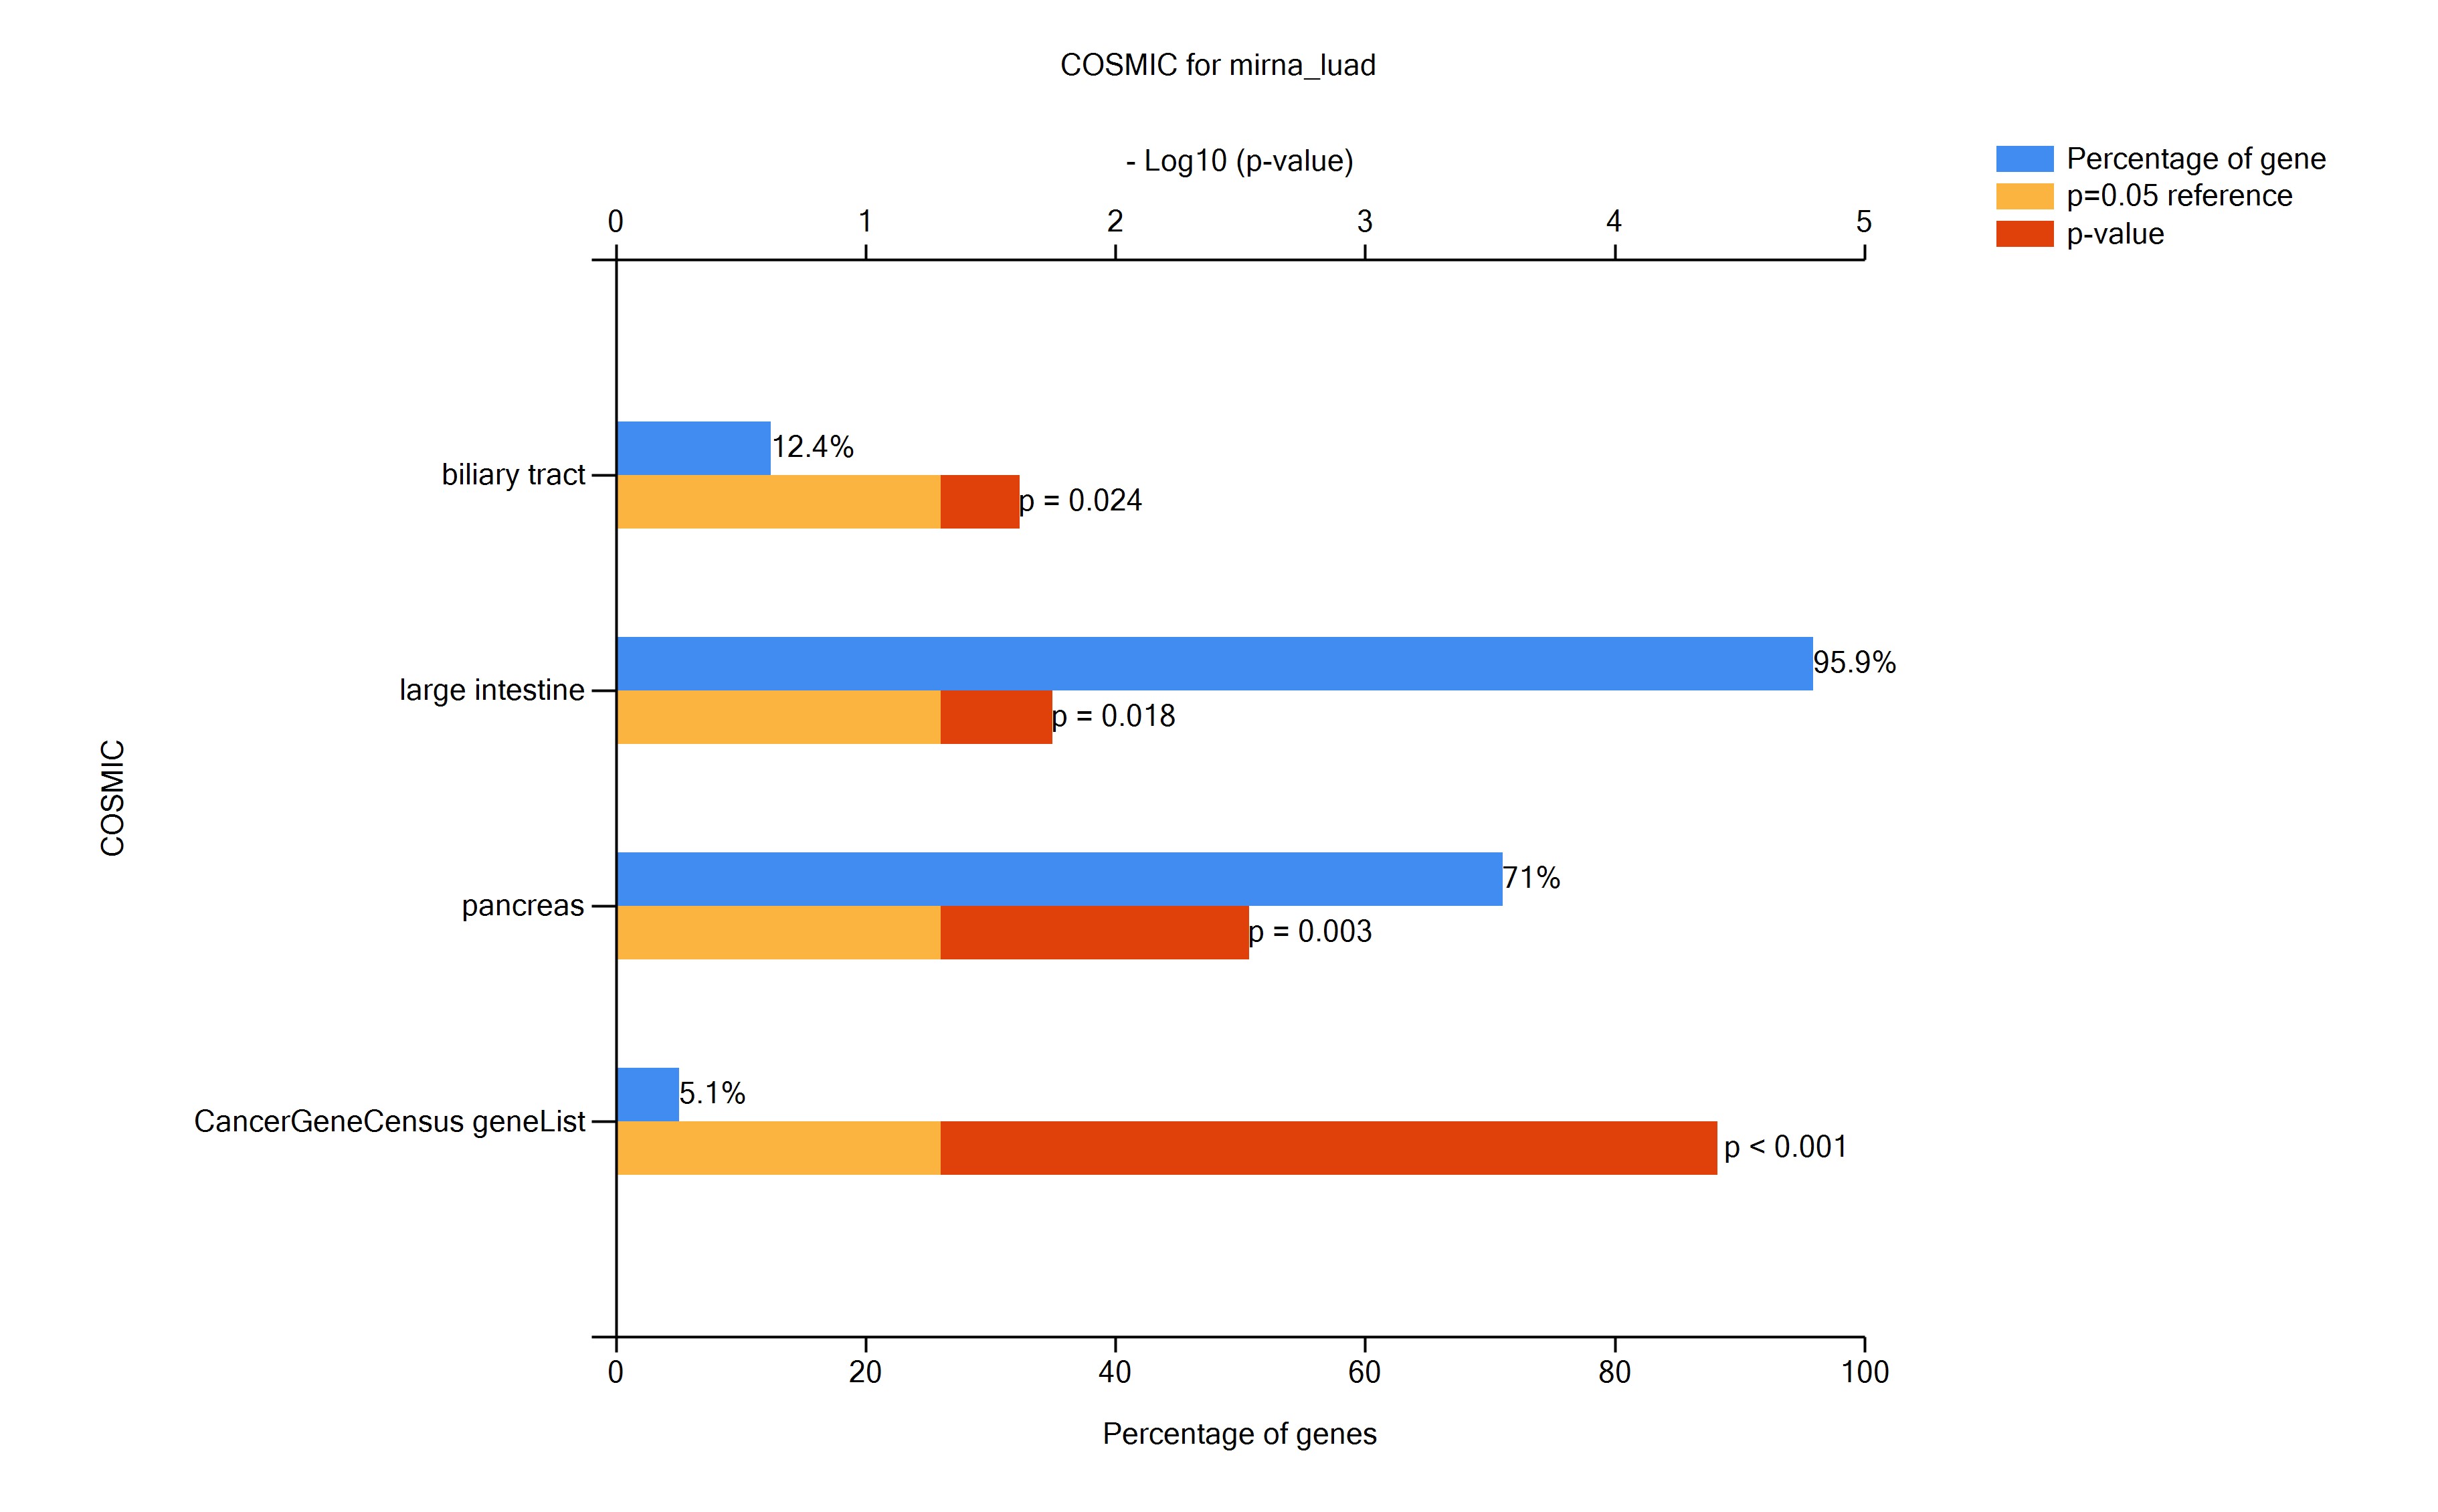 COSMIC for mirna_luad
- Log10 (p-value)
0 1 2 3 4 5
Percentage of gene
p=0.05 reference
p-value
biliary tract
12.4%
p = 0.024
large intestine
95.9%
p = 0.018
COSMIC
pancreas
71%
p = 0.003
CancerGeneCensus geneList
5.1%
p < 0.001
0 20 40 60 80 100
Percentage of genes